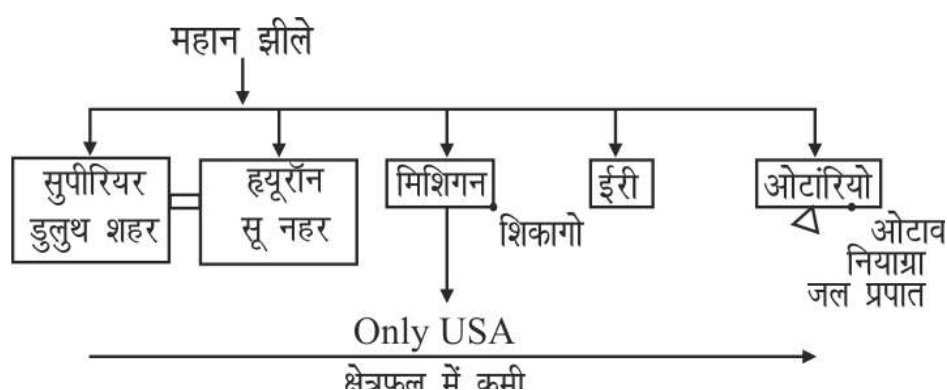 महान झीले
सुपीरियर
डुलुथ शहर
हृयूरॉन
सू नहर
मिशिगन
शिकागो
ईरी
ओटांरियो
ओटाव
नियाग्रा
जल प्रपात
Only USA
क्षेत्रफल में कमी